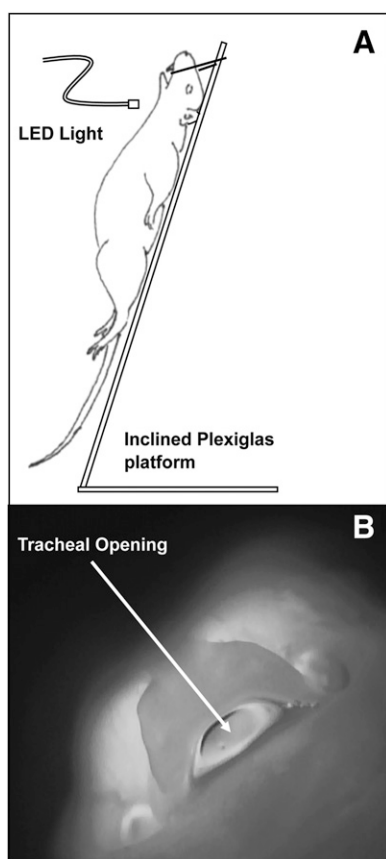 A
LED Light
Inclined Plexiglas
platform
B
Tracheal Opening